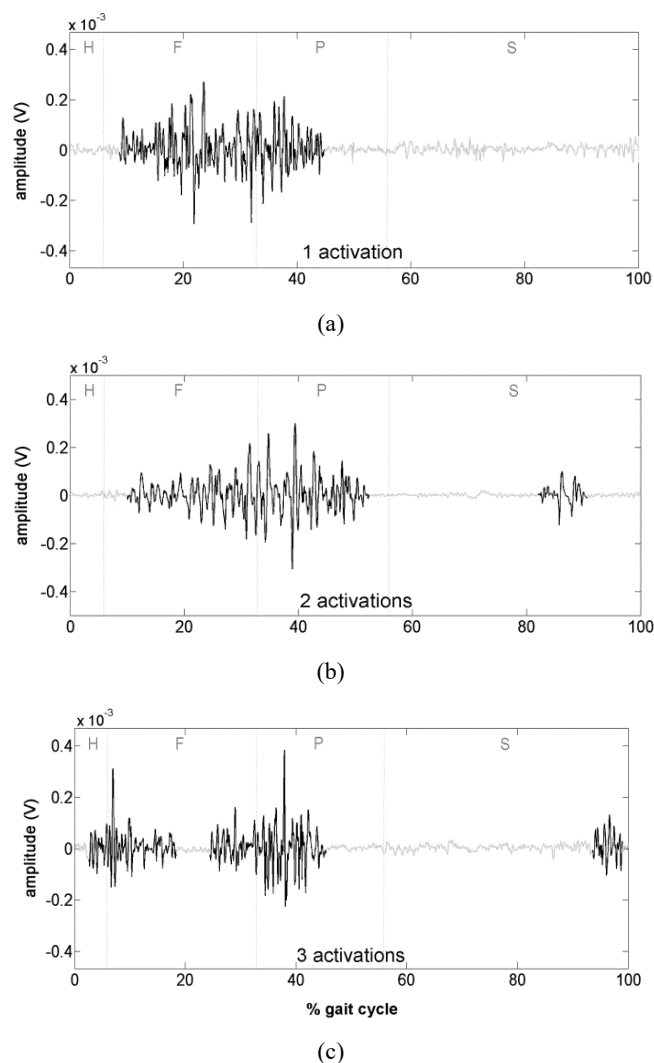 x 10⁻³
H F P S
0.4
0.2
0
-0.2
-0.4
amplitude (V)
1 activation
0 20 40 60 80 100
(a)
x 10⁻³
H F P S
0.4
0.2
0
-0.2
-0.4
amplitude (V)
2 activations
0 20 40 60 80 100
(b)
x 10⁻³
H F P S
0.4
0.2
0
-0.2
-0.4
amplitude (V)
3 activations
0 20 40 60 80 100
% gait cycle
(c)